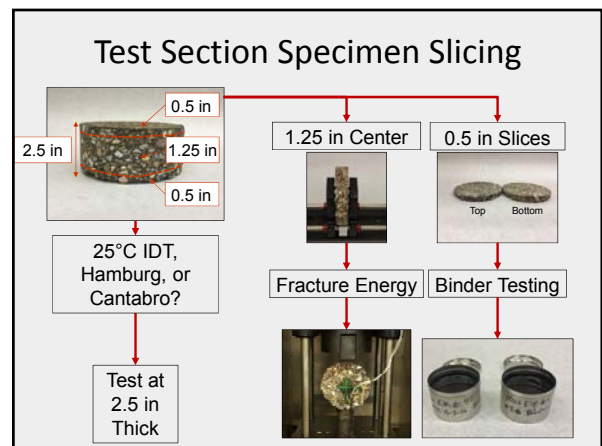 Test Section Specimen Slicing
0.5 in
2.5 in
1.25 in
0.5 in
1.25 in Center
0.5 in Slices
Top Bottom
25°C IDT,
Hamburg, or
Cantabro?
Fracture Energy
Binder Testing
Test at
2.5 in
Thick